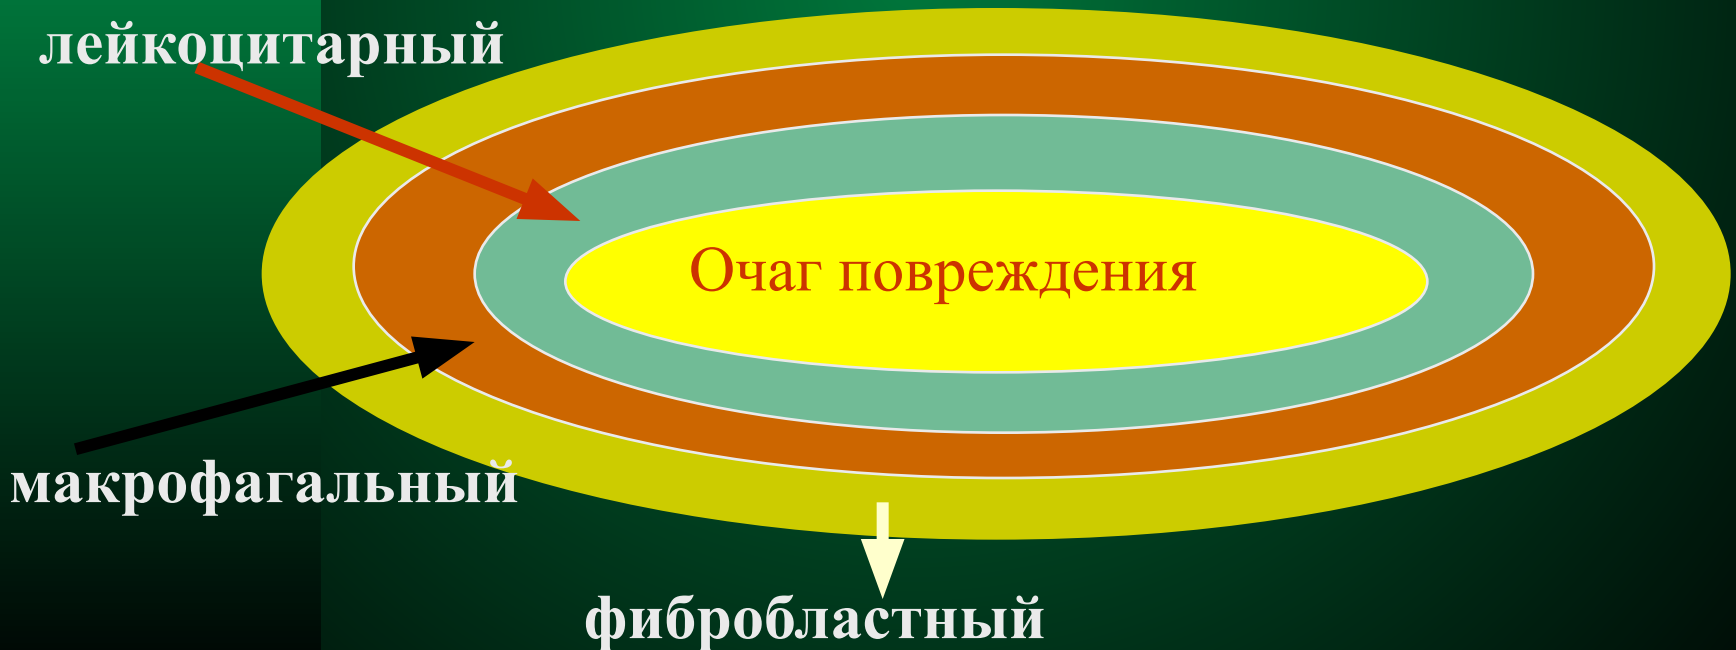 лейкоцитарный
Очаг повреждения
макрофагальный
фибробластный